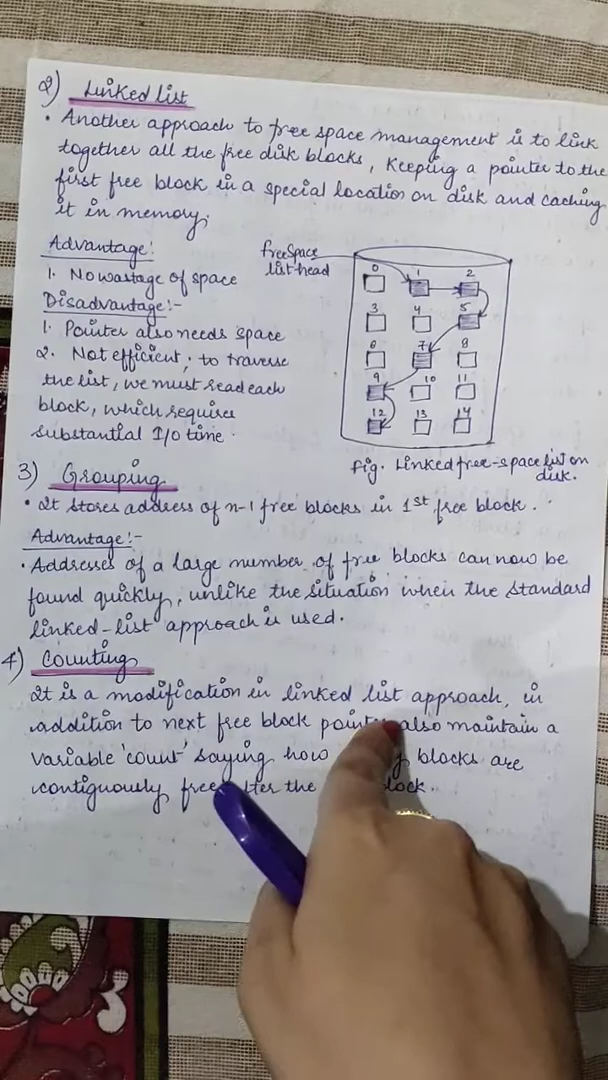 2) Linked List
• Another approach to free space management is to link
together all the free disk blocks, keeping a pointer to the
first free block in a special location on disk and caching
it in memory.
Advantage:
1. No wastage of space
Disadvantage:-
1. Pointer also needs space
2. Not efficient; to traverse
the list, we must read each
block, which requires
substantial I/O time.
free space
list head
0 1 2
3 4 5
6 7 8
9 10 11
12 13 14
Fig. Linked free-space list on
disk.
3) Grouping
• It stores address of n-1 free blocks in 1st free block.
Advantage:-
• Addresses of a large number of free blocks can now be
found quickly, unlike the situation when the standard
linked-list approach is used.
4) Counting
It is a modification in linked list approach, in
addition to next free block pointer also maintain a
variable 'count' saying how blocks are
contiguously free the